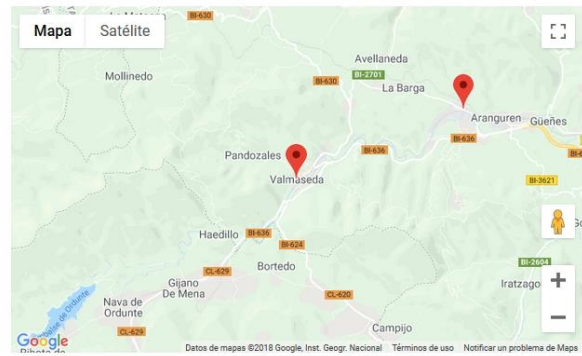 Mapa
Satélite
BI-630
Avellaneda
BI-2701
BI-630
Mollinedo
La Barga
Aranguren
Güeñes
BI-636
BI-636
Pandozales
Valmaseda
BI-3621
Haedillo
BI-636
BI-624
BI-2604
CL-629
Bortedo
Gijano
De Mena
CL-620
Nava de
Ordunte
CL-629
Campijo
Google
Datos de mapas ©2018 Google, Inst. Geogr. Nacional
Términos de uso
Notificar un problema de Maps